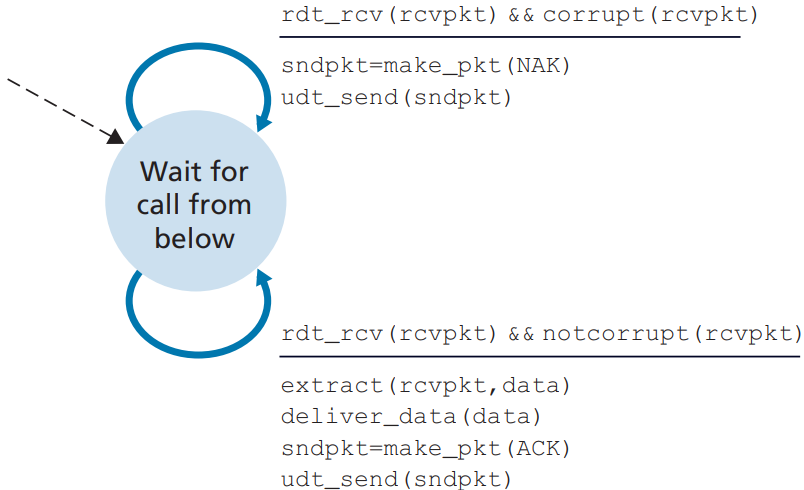 rdt_rcv(rcvpkt) && corrupt(rcvpkt)
sndpkt=make_pkt(NAK)
udt_send(sndpkt)
Wait for
call from
below
rdt_rcv(rcvpkt) && notcorrupt(rcvpkt)
extract(rcvpkt,data)
deliver_data(data)
sndpkt=make_pkt(ACK)
udt_send(sndpkt)